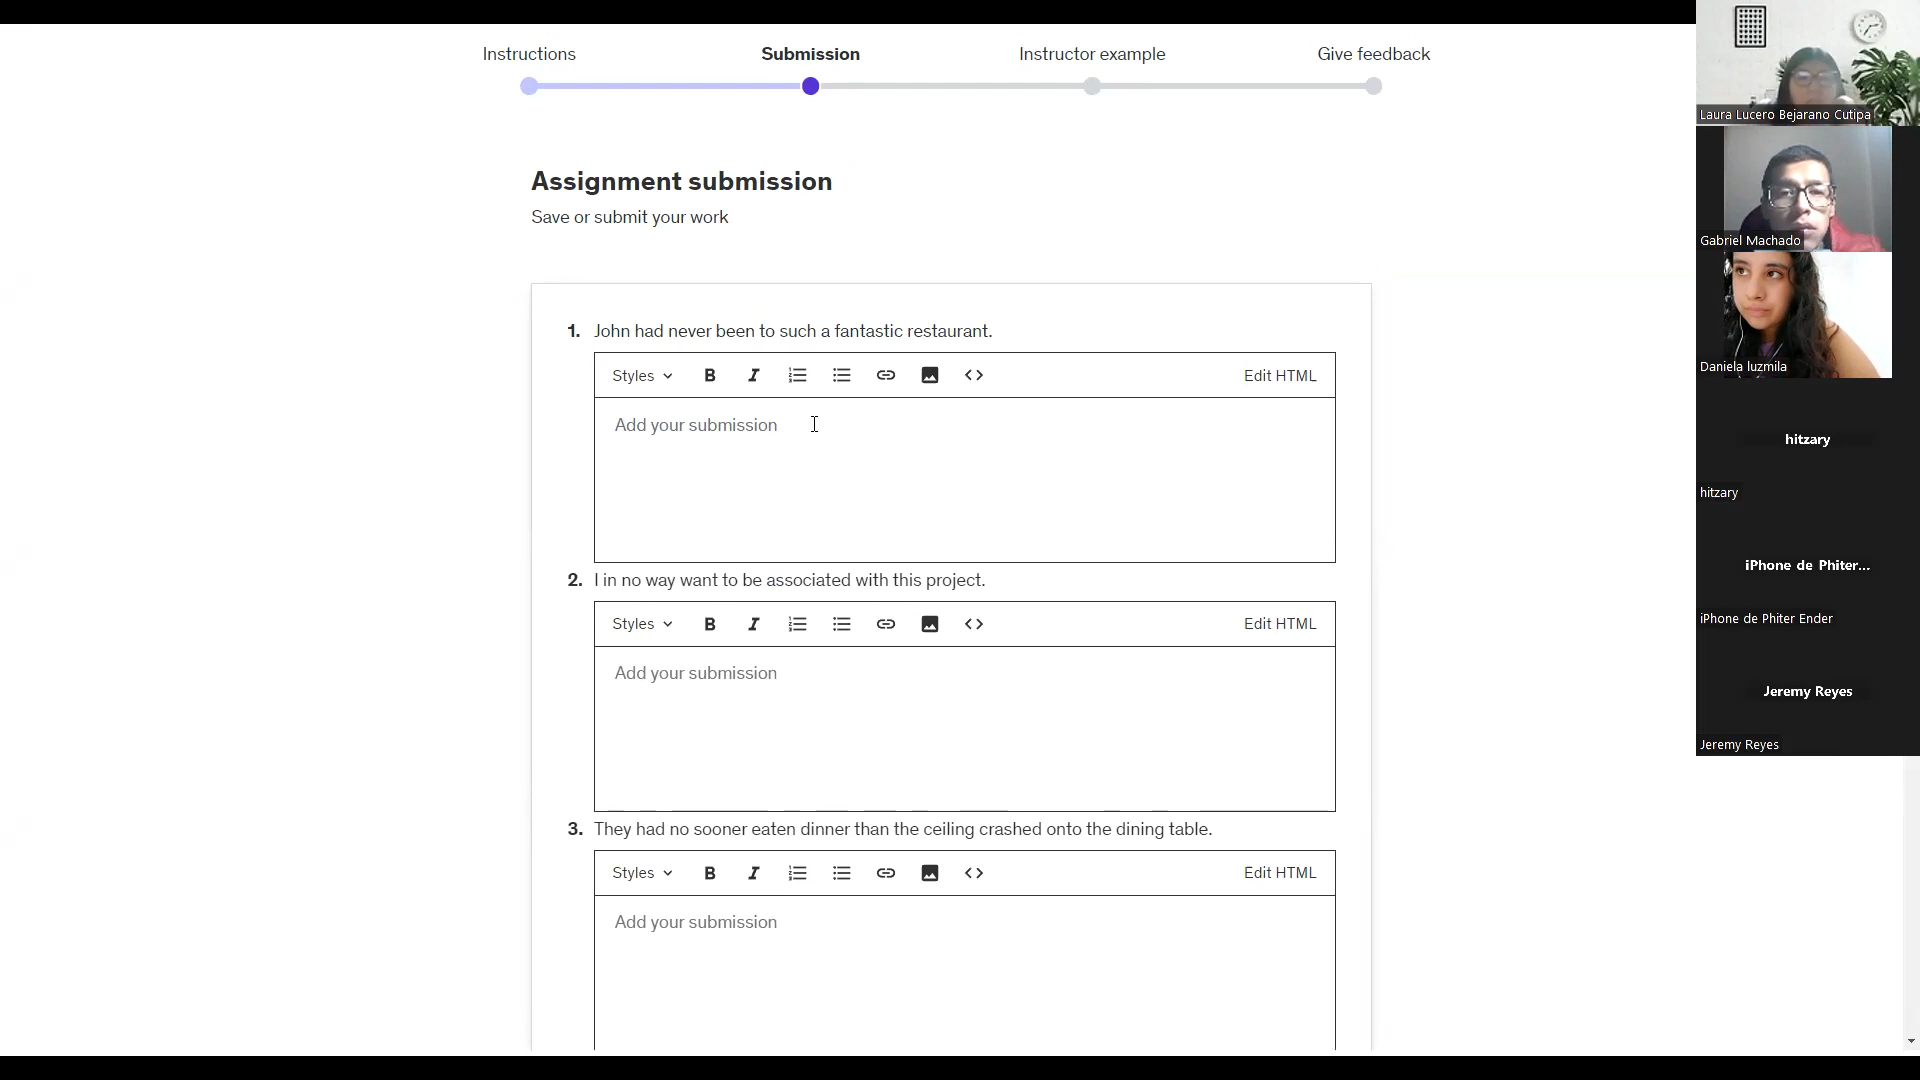 Instructions
Submission
Instructor example
Give feedback
Assignment submission
Save or submit your work
1. John had never been to such a fantastic restaurant.
Styles B I Edit HTML
Add your submission
2. I in no way want to be associated with this project.
Styles B I Edit HTML
Add your submission
3. They had no sooner eaten dinner than the ceiling crashed onto the dining table.
Styles B I Edit HTML
Add your submission
Laura Lucero Bejarano Cutipa
Gabriel Machado
Daniela luzmila
hitzary
hitzary
iPhone de Phiter...
iPhone de Phiter Ender
Jeremy Reyes
Jeremy Reyes